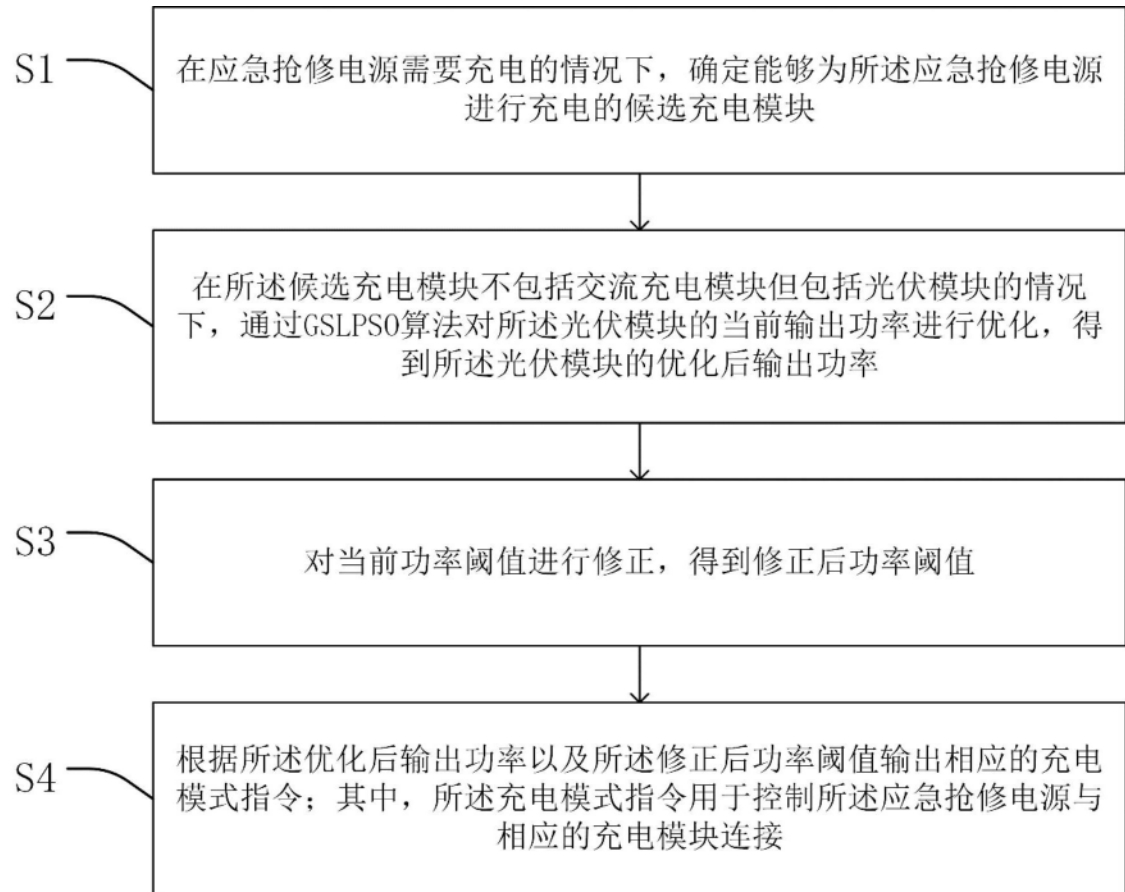 S1
在应急抢修电源需要充电的情况下，确定能够为所述应急抢修电源
进行充电的候选充电模块
S2
在所述候选充电模块不包括交流充电模块但包括光伏模块的情况
下，通过GSLPSO算法对所述光伏模块的当前输出功率进行优化，得
到所述光伏模块的优化后输出功率
S3
对当前功率阈值进行修正，得到修正后功率阈值
S4
根据所述优化后输出功率以及所述修正后功率阈值输出相应的充电
模式指令；其中，所述充电模式指令用于控制所述应急抢修电源与
相应的充电模块连接